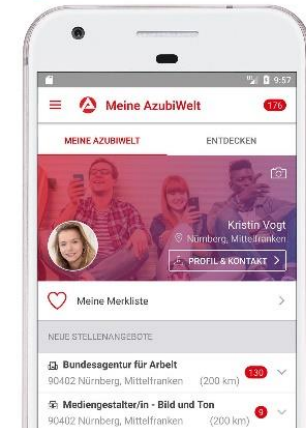 9:57
Meine AzubiWelt 176
MEINE AZUBIWELT ENTDECKEN
Kristin Vogt
Nürnberg, Mittelfranken
PROFIL & KONTAKT
Meine Merkliste
NEUE STELLENANGEBOTE
Bundesagentur für Arbeit 130
90402 Nürnberg, Mittelfranken (200 km)
Mediengestalter/in - Bild und Ton 9
90402 Nürnberg, Mittelfranken (200 km)